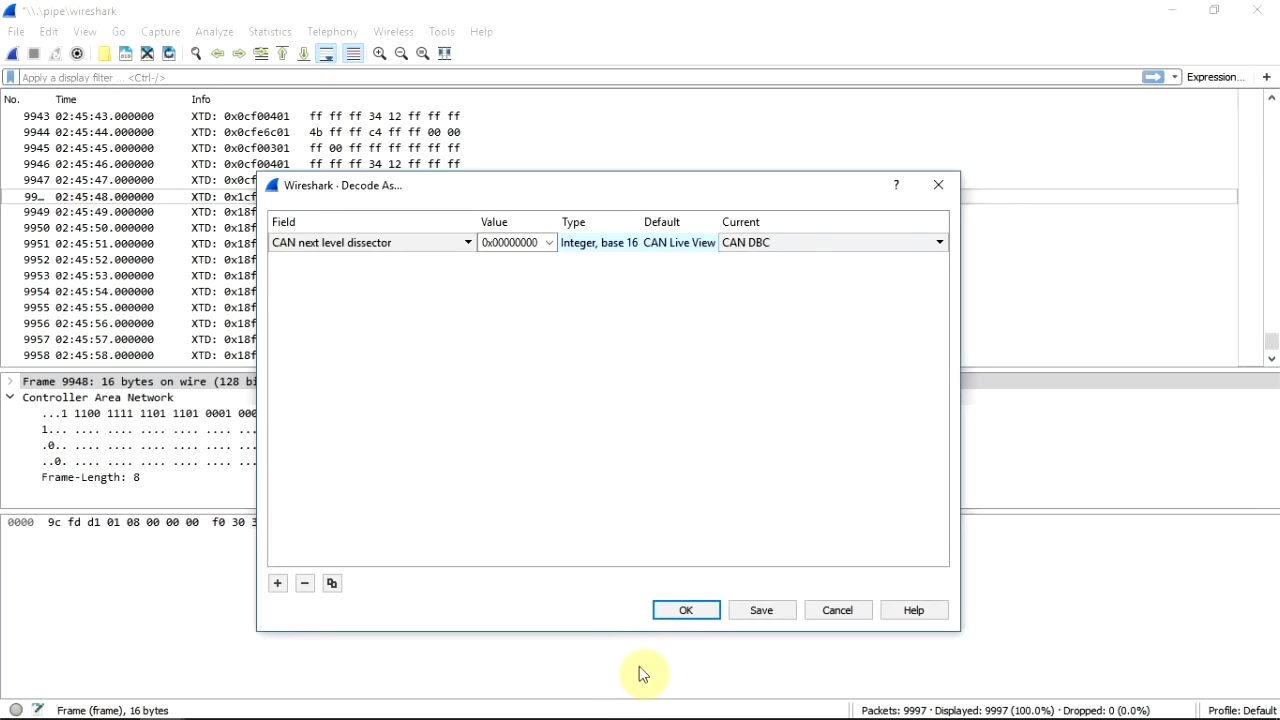 *\\.\pipe\wireshark
File Edit View Go Capture Analyze Statistics Telephony Wireless Tools Help
Apply a display filter ... <Ctrl-/> Expression... +
No. Time Info
9943 02:45:43.000000 XTD: 0x0cf00401 ff ff ff 34 12 ff ff ff
9944 02:45:44.000000 XTD: 0x0cfe6c01 4b ff ff c4 ff ff 00 00
9945 02:45:45.000000 XTD: 0x0cf00301 ff 00 ff ff ff ff ff ff
9946 02:45:46.000000 XTD: 0x0cf00401 ff ff ff 34 12 ff ff ff
9947 02:45:47.000000 XTD: 0x0cf
99... 02:45:48.000000 XTD: 0x1cf
9949 02:45:49.000000 XTD: 0x18f
9950 02:45:50.000000 XTD: 0x18f
9951 02:45:51.000000 XTD: 0x18f
9952 02:45:52.000000 XTD: 0x18f
9953 02:45:53.000000 XTD: 0x18f
9954 02:45:54.000000 XTD: 0x18f
9955 02:45:55.000000 XTD: 0x18f
9956 02:45:56.000000 XTD: 0x18f
9957 02:45:57.000000 XTD: 0x18f
9958 02:45:58.000000 XTD: 0x18f
Wireshark · Decode As...
Field Value Type Default Current
CAN next level dissector 0x00000000 Integer, base 16 CAN Live View CAN DBC
OK Save Cancel Help
Frame 9948: 16 bytes on wire (128 bi
Controller Area Network
...1 1100 1111 1101 1101 0001 000
1... .... .... .... .... .... ....
.0.. .... .... .... .... .... ....
..0. .... .... .... .... .... ....
Frame-Length: 8
0000 9c fd d1 01 08 00 00 00 f0 30
Frame (frame), 16 bytes Packets: 9997 · Displayed: 9997 (100.0%) · Dropped: 0 (0.0%) Profile: Default